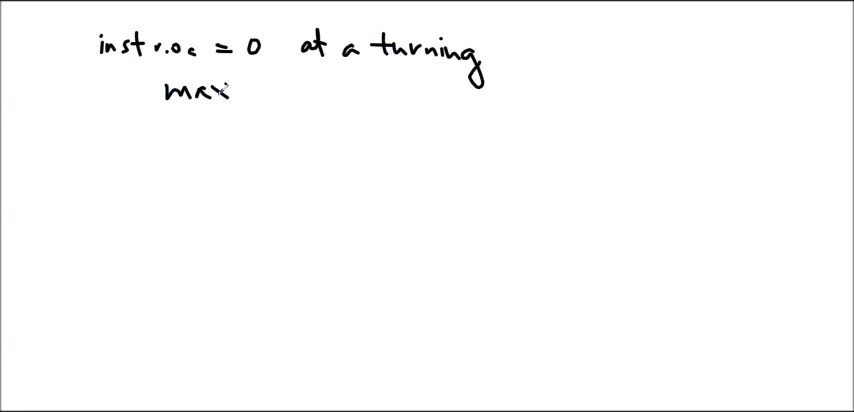 inst r.o.c = 0 at a turning
max